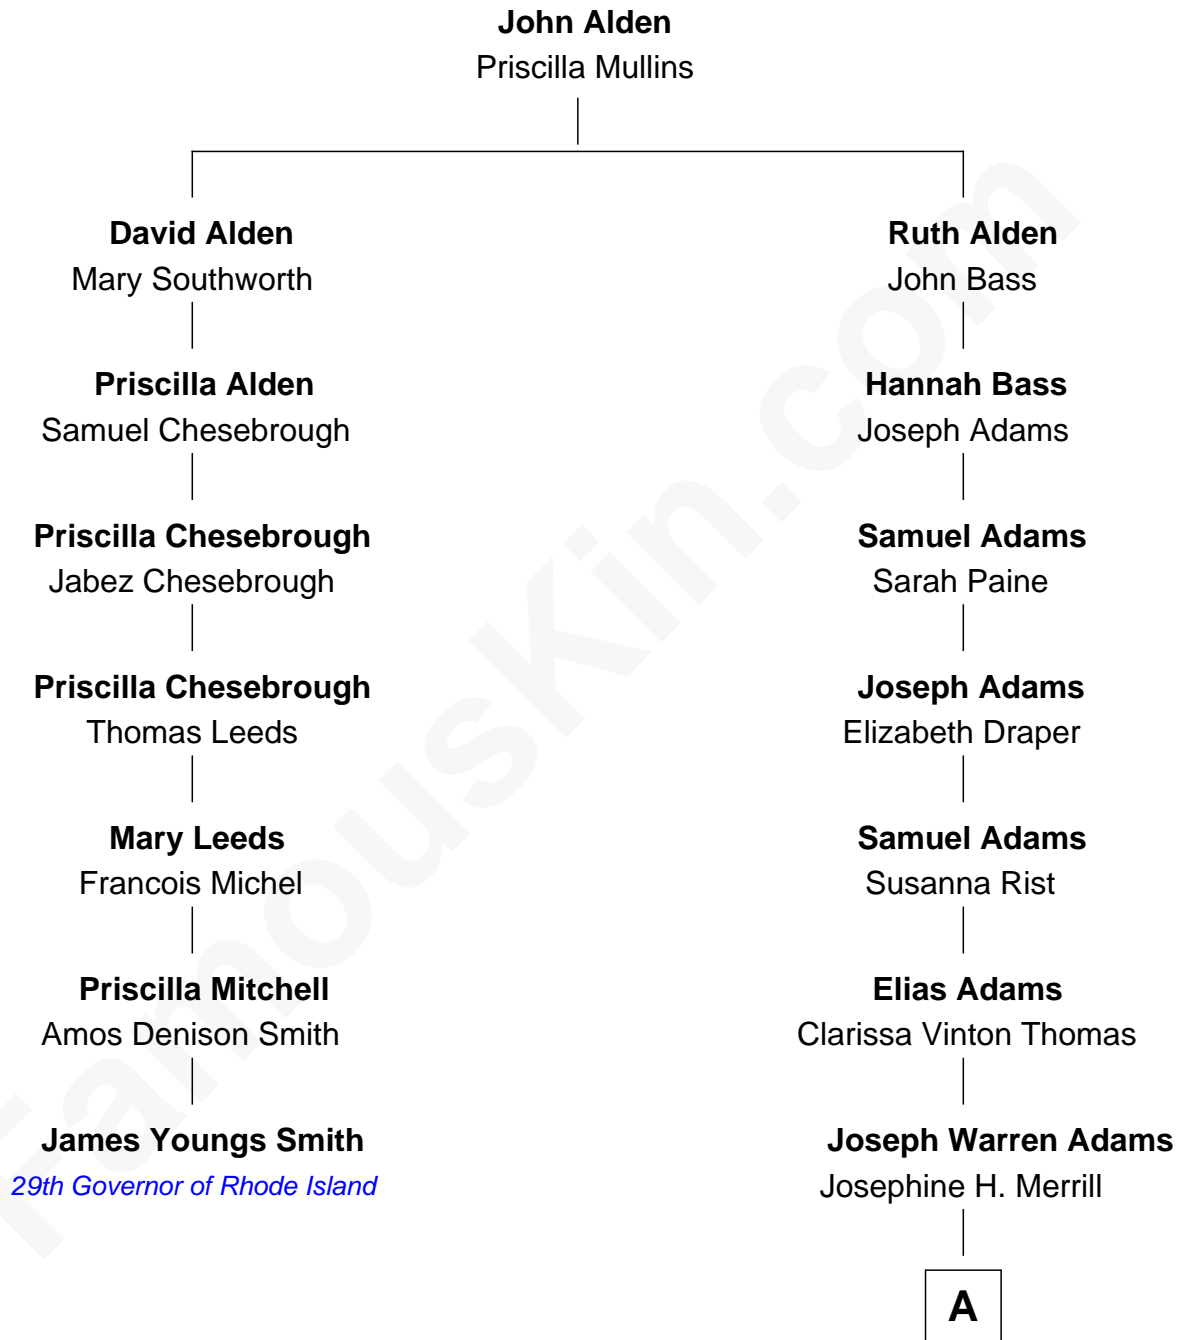 John Alden
Priscilla Mullins
David Alden
Mary Southworth
Ruth Alden
John Bass
Priscilla Alden
Samuel Chesebrough
Hannah Bass
Joseph Adams
Priscilla Chesebrough
Jabez Chesebrough
Samuel Adams
Sarah Paine
Priscilla Chesebrough
Thomas Leeds
Joseph Adams
Elizabeth Draper
Mary Leeds
Francois Michel
Samuel Adams
Susanna Rist
Priscilla Mitchell
Amos Denison Smith
Elias Adams
Clarissa Vinton Thomas
James Youngs Smith
29th Governor of Rhode Island
Joseph Warren Adams
Josephine H. Merrill
A
FamousKin.com